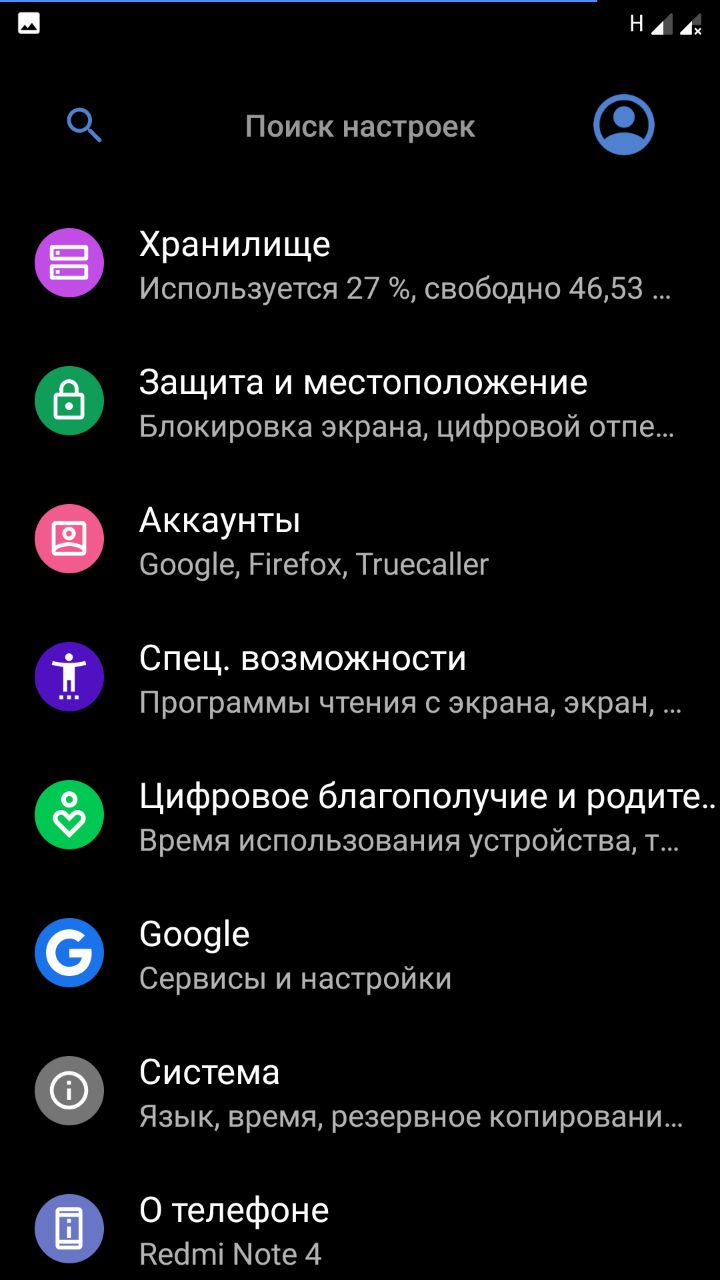 H
Поиск настроек
Хранилище
Используется 27 %, свободно 46,53 ...
Защита и местоположение
Блокировка экрана, цифровой отпе...
Аккаунты
Google, Firefox, Truecaller
Спец. возможности
Программы чтения с экрана, экран, ...
Цифровое благополучие и родите..
Время использования устройства, т...
Google
Сервисы и настройки
Система
Язык, время, резервное копировани...
О телефоне
Redmi Note 4